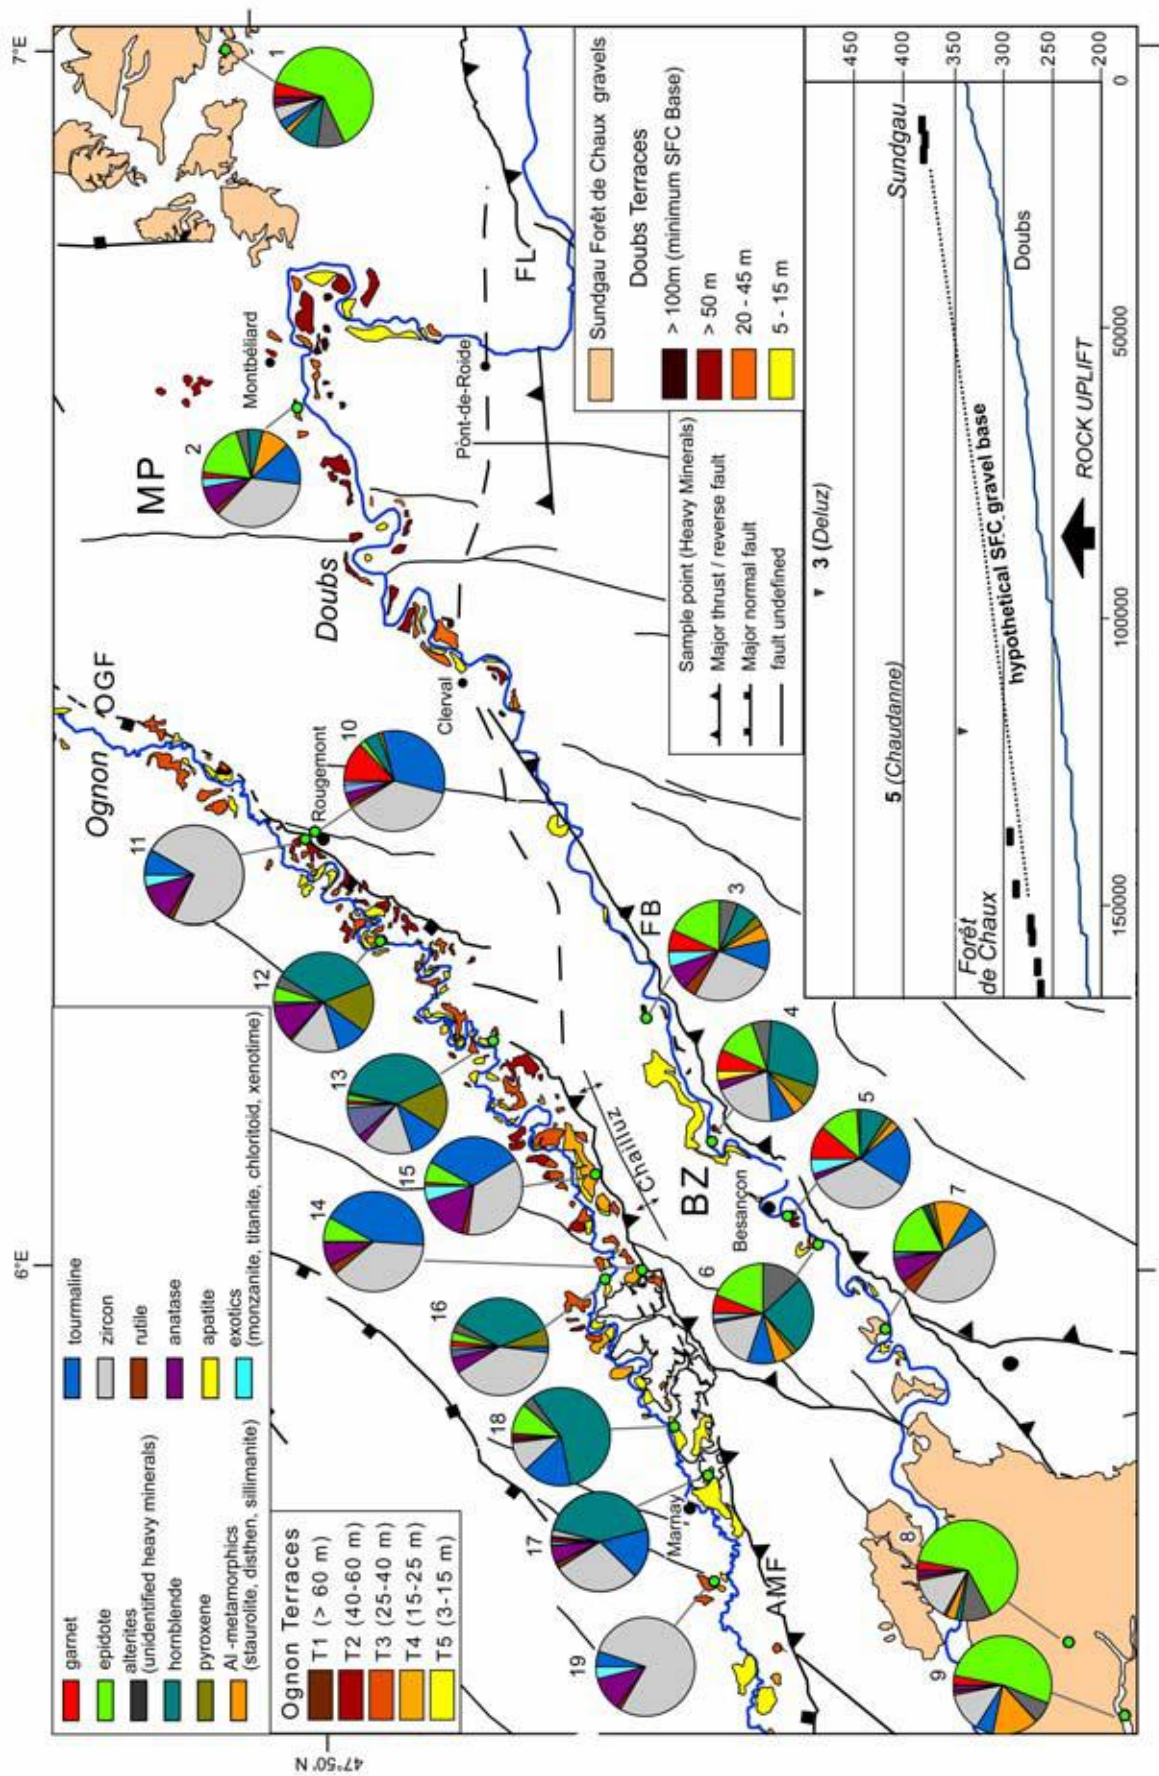 7°E
6°E
47°50' N
garnet
epidote
alterites
(unidentified heavy minerals)
hornblende
pyroxene
Al -metamorphics
(staurolite, disthen, sillimanite)
tourmaline
zircon
rutile
anatase
apatite
exotics
(monzanite, titanite, chloritoid, xenotime)
Ognon Terraces
T1 (> 60 m)
T2 (40-60 m)
T3 (25-40 m)
T4 (15-25 m)
T5 (3-15 m)
Ognon
OGF
MP
Doubs
Montbéliard
Pont-de-Roide
FL
Rougemont
Clerval
FB
Chailluz
BZ
Besançon
Marnay
AMF
1
2
3
4
5
6
7
8
9
10
11
12
13
14
15
16
17
18
19
Sundgau Forêt de Chaux gravels
Doubs Terraces
> 100m (minimum SFC Base)
> 50 m
20 - 45 m
5 - 15 m
Sample point (Heavy Minerals)
Major thrust / reverse fault
Major normal fault
fault undefined
3 (Deluz)
5 (Chaudanne)
Forêt
de Chaux
Sundgau
hypothetical SFC gravel base
Doubs
ROCK UPLIFT
450
400
350
300
250
200
150000
100000
50000
0